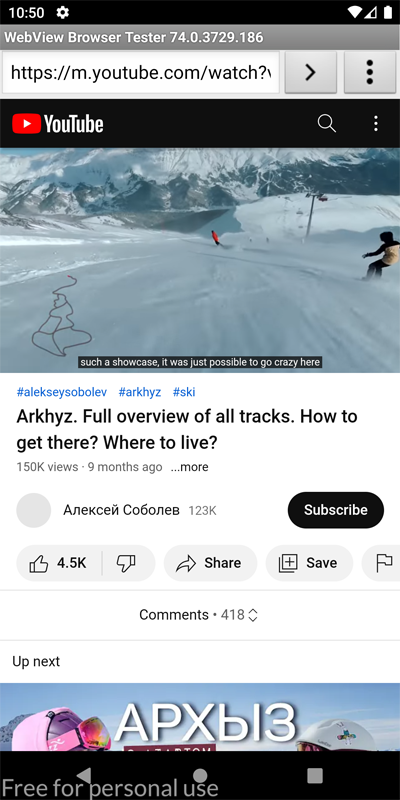 10:50
WebView Browser Tester 74.0.3729.186
https://m.youtube.com/watch?v
YouTube
such a showcase, it was just possible to go crazy here
#alekseysobolev #arkhyz #ski
Arkhyz. Full overview of all tracks. How to
get there? Where to live?
150K views · 9 months ago ...more
Алексей Соболев 123K
Subscribe
4.5K
Share
Save
Comments • 418
Up next
АРХЫЗ
Free for personal use